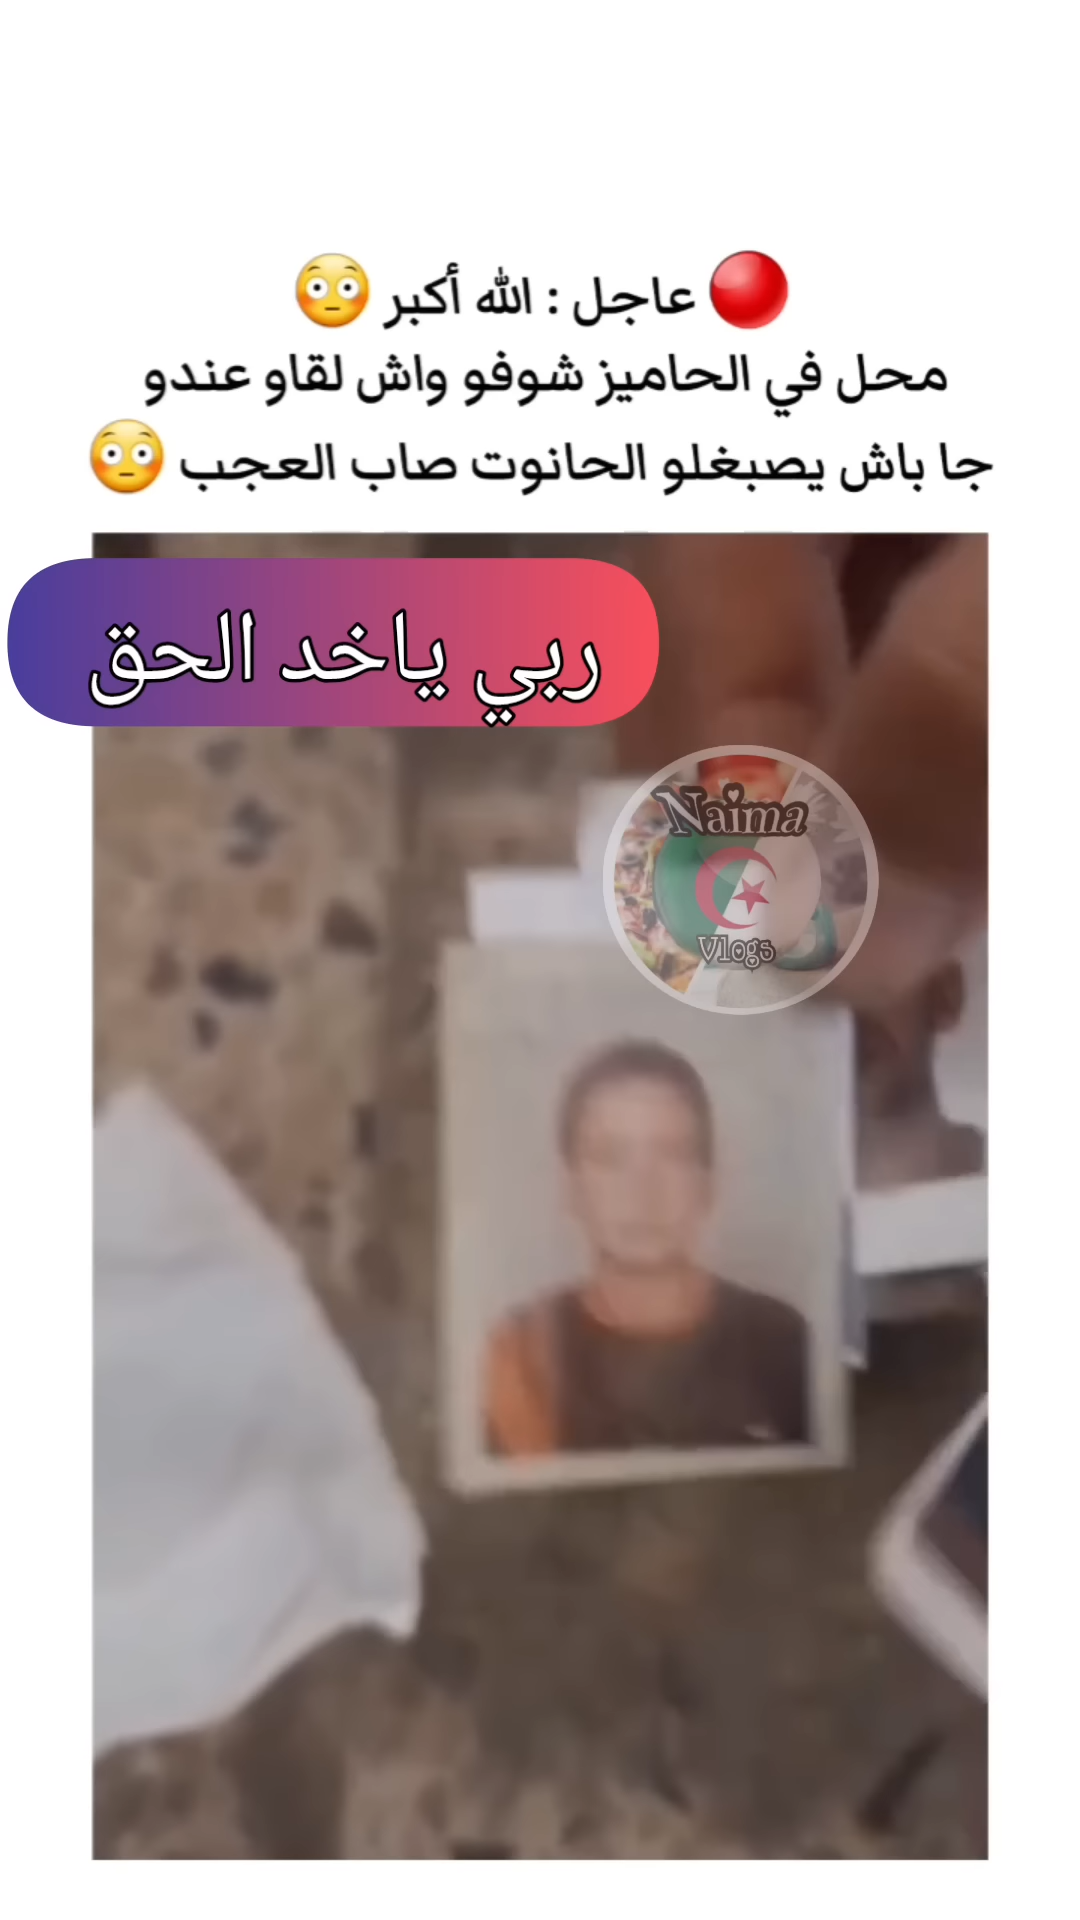 🔴 عاجل : الله أكبر 😳
محل في الحاميز شوفو واش لقاو عندو
جا باش يصبغلو الحانوت صاب العجب 😳
ربي ياخد الحق
Naima
Vlogs